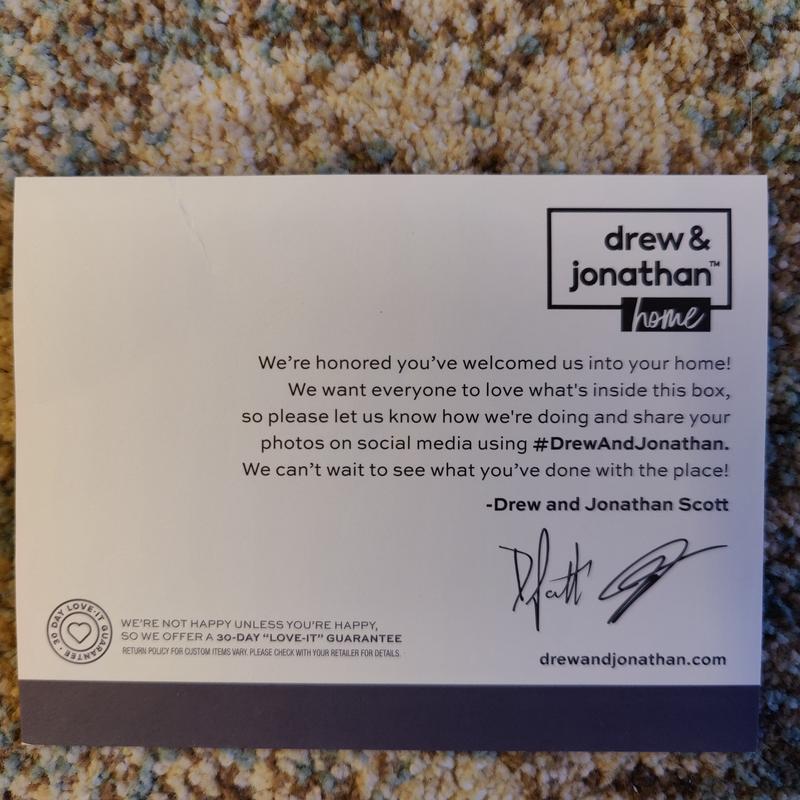 drew &
jonathan™
home
We're honored you've welcomed us into your home!
We want everyone to love what's inside this box,
so please let us know how we're doing and share your
photos on social media using #DrewAndJonathan.
We can't wait to see what you've done with the place!
-Drew and Jonathan Scott
30 DAY LOVE-IT GUARANTEE
WE'RE NOT HAPPY UNLESS YOU'RE HAPPY,
SO WE OFFER A 30-DAY "LOVE-IT" GUARANTEE
RETURN POLICY FOR CUSTOM ITEMS VARY. PLEASE CHECK WITH YOUR RETAILER FOR DETAILS.
drewandjonathan.com